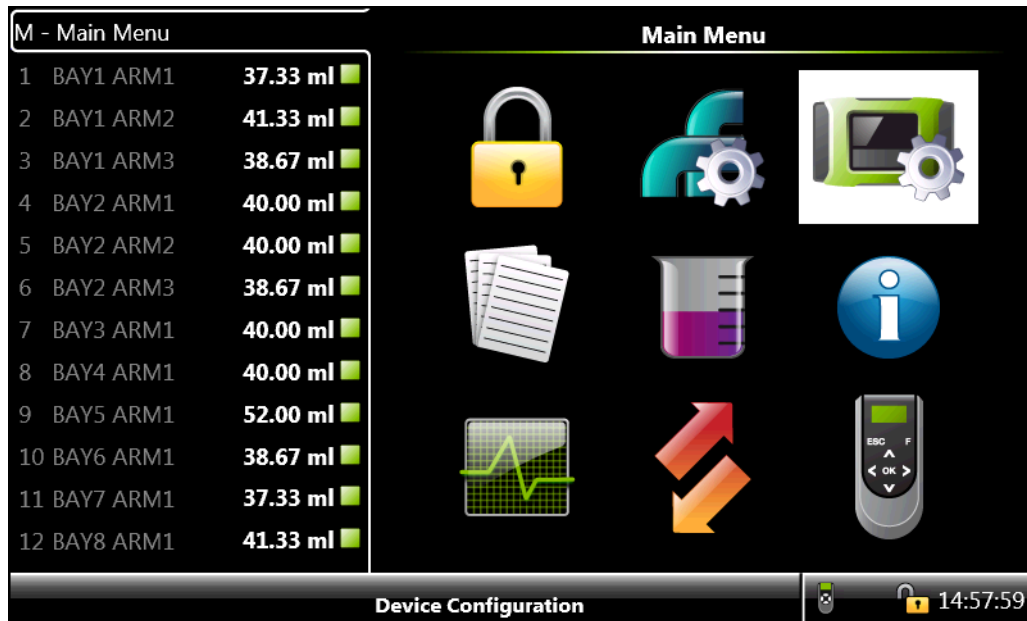 M - Main Menu
1 BAY1 ARM1 37.33 ml
2 BAY1 ARM2 41.33 ml
3 BAY1 ARM3 38.67 ml
4 BAY2 ARM1 40.00 ml
5 BAY2 ARM2 40.00 ml
6 BAY2 ARM3 38.67 ml
7 BAY3 ARM1 40.00 ml
8 BAY4 ARM1 40.00 ml
9 BAY5 ARM1 52.00 ml
10 BAY6 ARM1 38.67 ml
11 BAY7 ARM1 37.33 ml
12 BAY8 ARM1 41.33 ml
Main Menu
ESC F
OK
Device Configuration
14:57:59